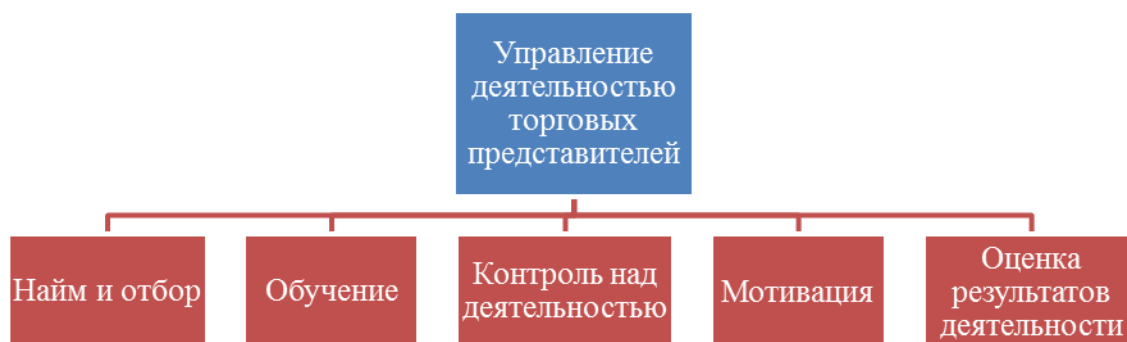 Управление
деятельностью
торговых
представителей
Найм и отбор
Обучение
Контроль над
деятельностью
Мотивация
Оценка
результатов
деятельности